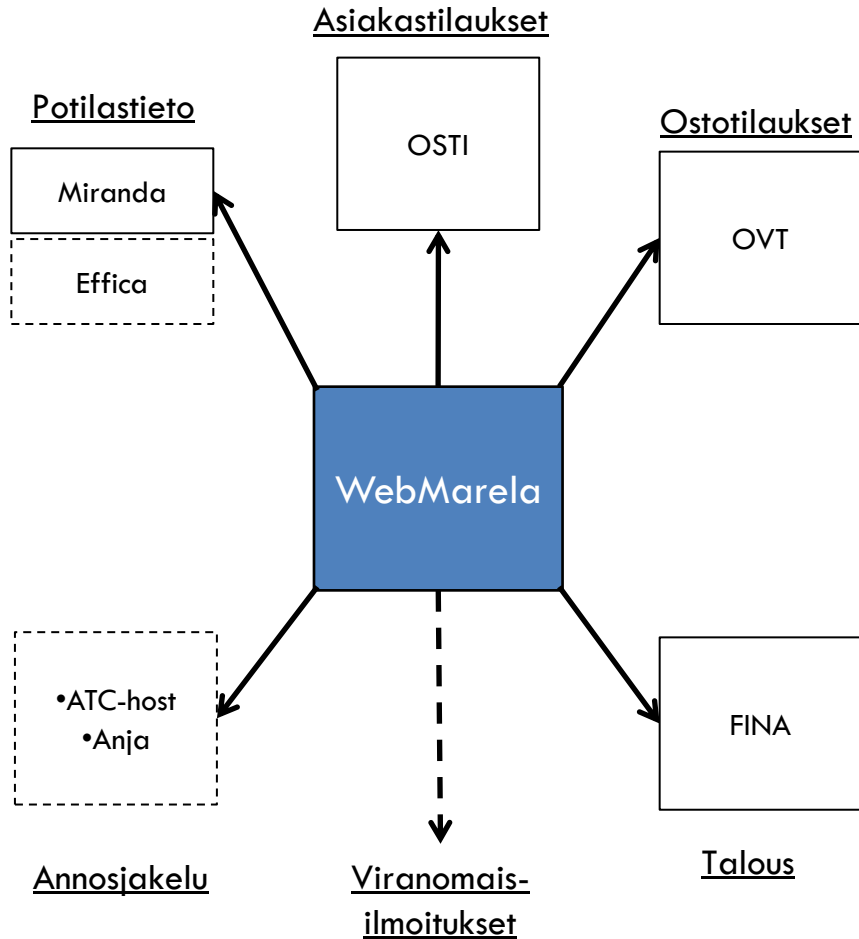 Asiakastilaukset
OSTI
Potilastieto
Miranda
Effica
Ostotilaukset
OVT
WebMarela
•ATC-host
•Anja
Annosjakelu
Viranomais-
ilmoitukset
FINA
Talous